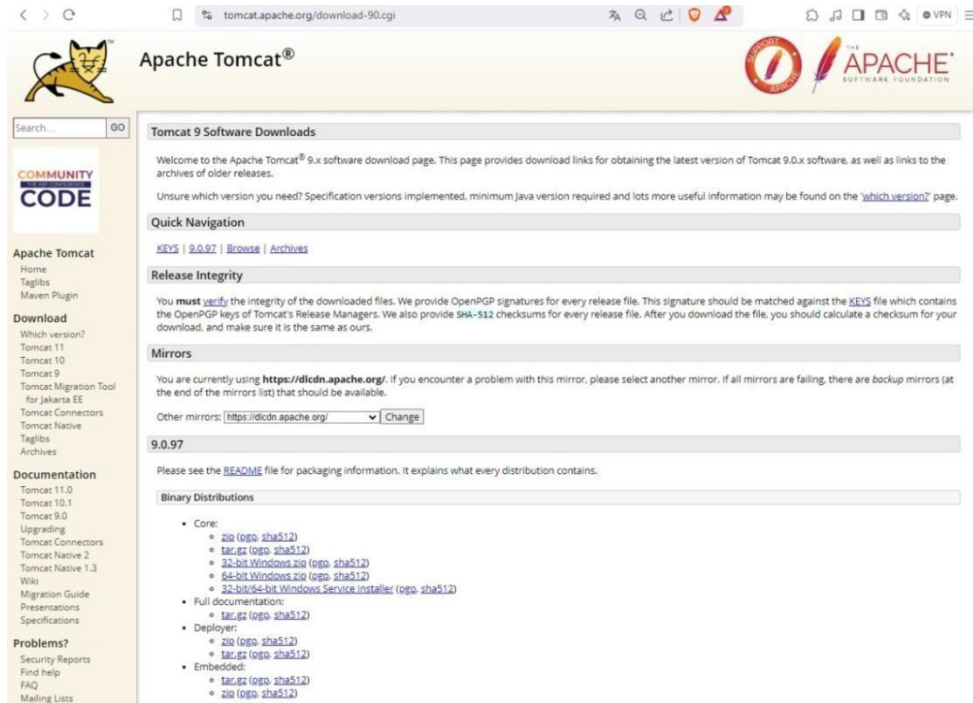 tomcat.apache.org/download-90.cgi
VPN
Apache Tomcat®
SUPPORT
APACHE
THE
APACHE®
SOFTWARE FOUNDATION
Search...
GO
COMMUNITY
THE ASF CONFERENCE
CODE
Apache Tomcat
Home
Taglibs
Maven Plugin
Download
Which version?
Tomcat 11
Tomcat 10
Tomcat 9
Tomcat Migration Tool
for Jakarta EE
Tomcat Connectors
Tomcat Native
Taglibs
Archives
Documentation
Tomcat 11.0
Tomcat 10.1
Tomcat 9.0
Upgrading
Tomcat Connectors
Tomcat Native 2
Tomcat Native 1.3
Wiki
Migration Guide
Presentations
Specifications
Problems?
Security Reports
Find help
FAQ
Mailing Lists
Tomcat 9 Software Downloads
Welcome to the Apache Tomcat® 9.x software download page. This page provides download links for obtaining the latest version of Tomcat 9.0.x software, as well as links to the
archives of older releases.
Unsure which version you need? Specification versions implemented, minimum Java version required and lots more useful information may be found on the 'which version?' page.
Quick Navigation
KEYS | 9.0.97 | Browse | Archives
Release Integrity
You must verify the integrity of the downloaded files. We provide OpenPGP signatures for every release file. This signature should be matched against the KEYS file which contains
the OpenPGP keys of Tomcat's Release Managers. We also provide SHA-512 checksums for every release file. After you download the file, you should calculate a checksum for your
download, and make sure it is the same as ours.
Mirrors
You are currently using https://dlcdn.apache.org/. If you encounter a problem with this mirror, please select another mirror. If all mirrors are failing, there are backup mirrors (at
the end of the mirrors list) that should be available.
Other mirrors: https://dlcdn.apache.org/ Change
9.0.97
Please see the README file for packaging information. It explains what every distribution contains.
Binary Distributions
• Core:
zip (pgp, sha512)
tar.gz (pgp, sha512)
32-bit Windows zip (pgp, sha512)
64-bit Windows zip (pgp, sha512)
32-bit/64-bit Windows Service Installer (pgp, sha512)
• Full documentation:
tar.gz (pgp, sha512)
• Deployer:
zip (pgp, sha512)
tar.gz (pgp, sha512)
• Embedded:
tar.gz (pgp, sha512)
zip (pgp, sha512)